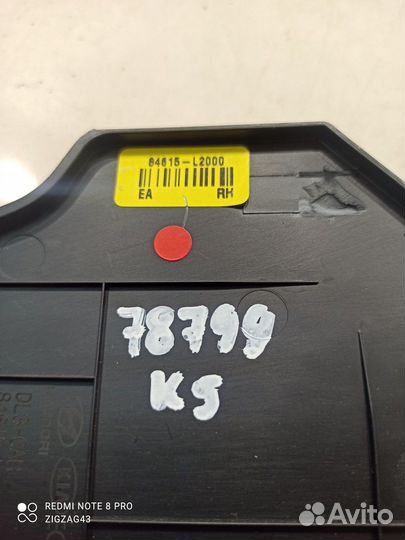 84615-L2000
EA RH
78799
K5
REDMI NOTE 8 PRO
ZIGZAG43
Avito